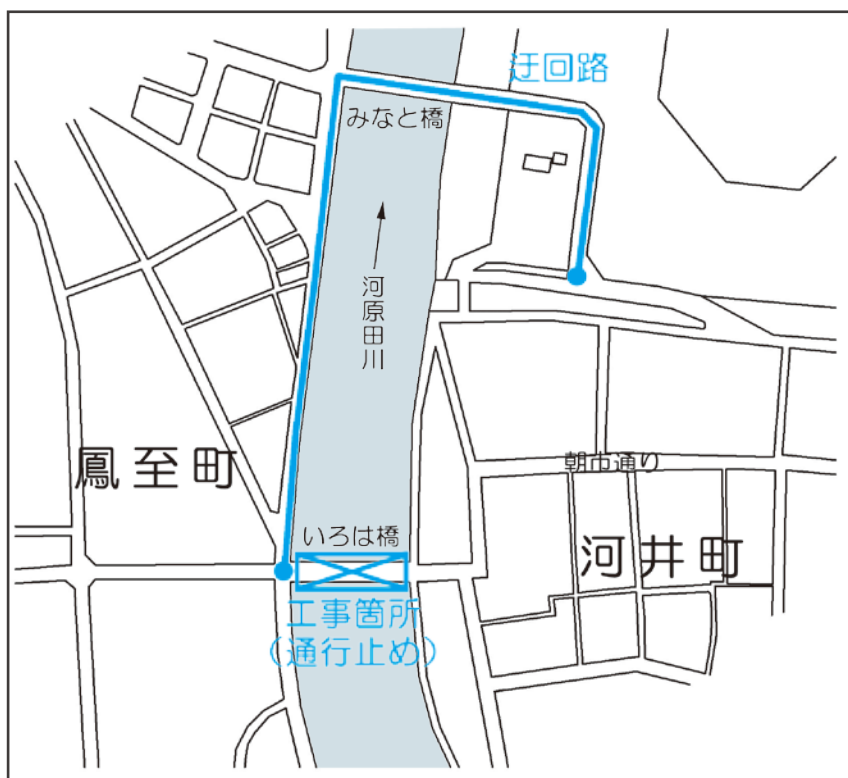 迂回路
みなと橋
河原田川
鳳至町
朝市通り
いろは橋
河井町
工事箇所
（通行止め）